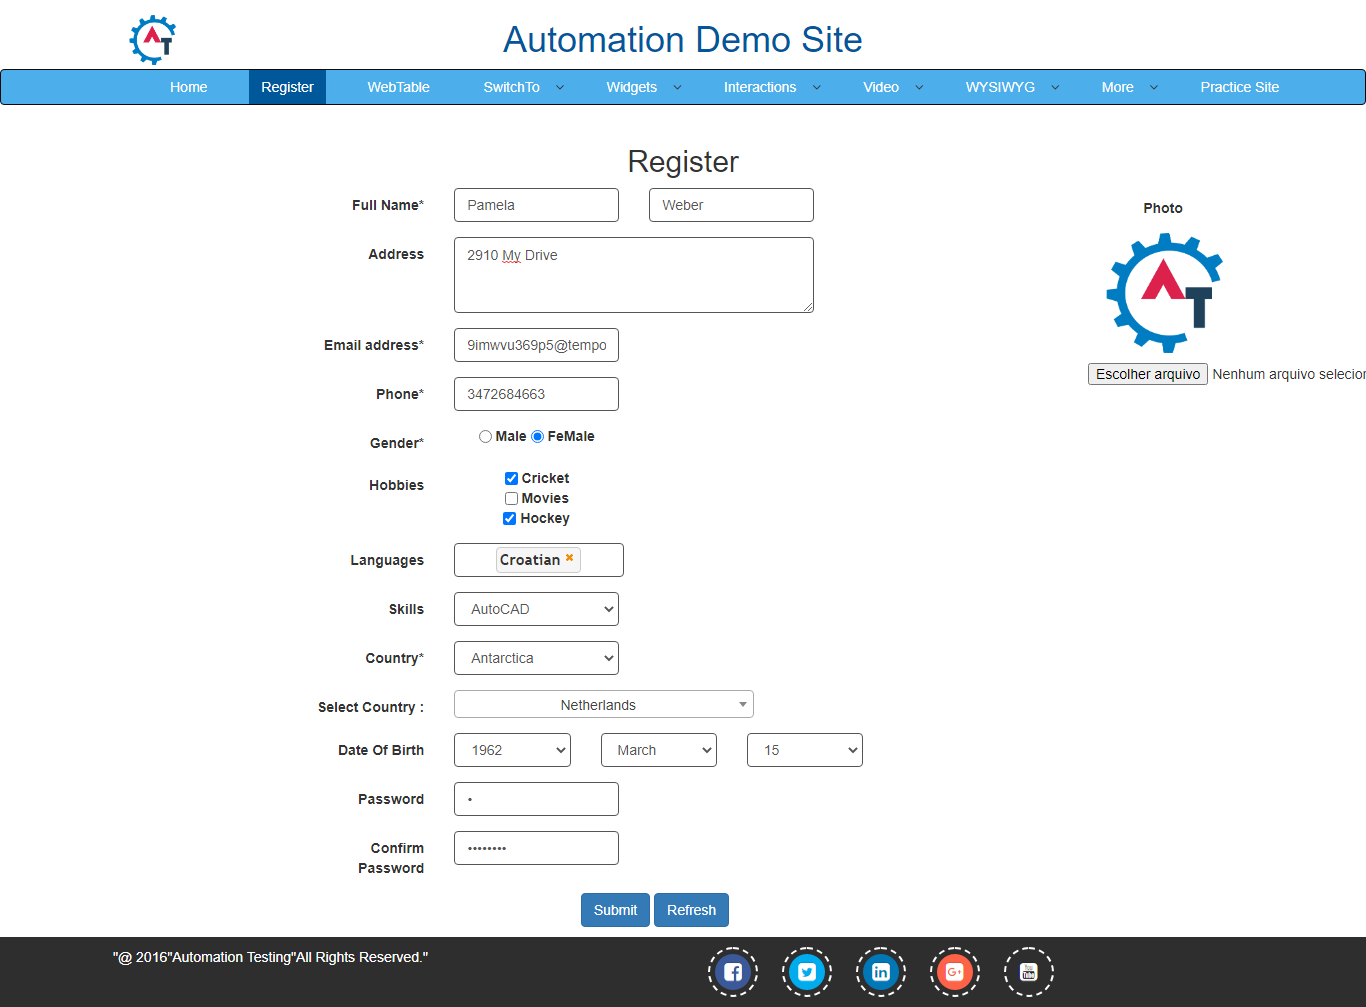 Automation Demo Site
Home Register WebTable SwitchTo Widgets Interactions Video WYSIWYG More Practice Site
Register
Full Name* Pamela Weber
Photo
Address 2910 My Drive
Email address* 9imwvu369p5@tempo
Escolher arquivo Nenhum arquivo selecior
Phone* 3472684663
Gender* Male FeMale
Hobbies Cricket
Movies
Hockey
Languages Croatian
Skills AutoCAD
Country* Antarctica
Select Country : Netherlands
Date Of Birth 1962 March 15
Password •
Confirm Password ••••••••
Submit Refresh
"@ 2016"Automation Testing"All Rights Reserved."